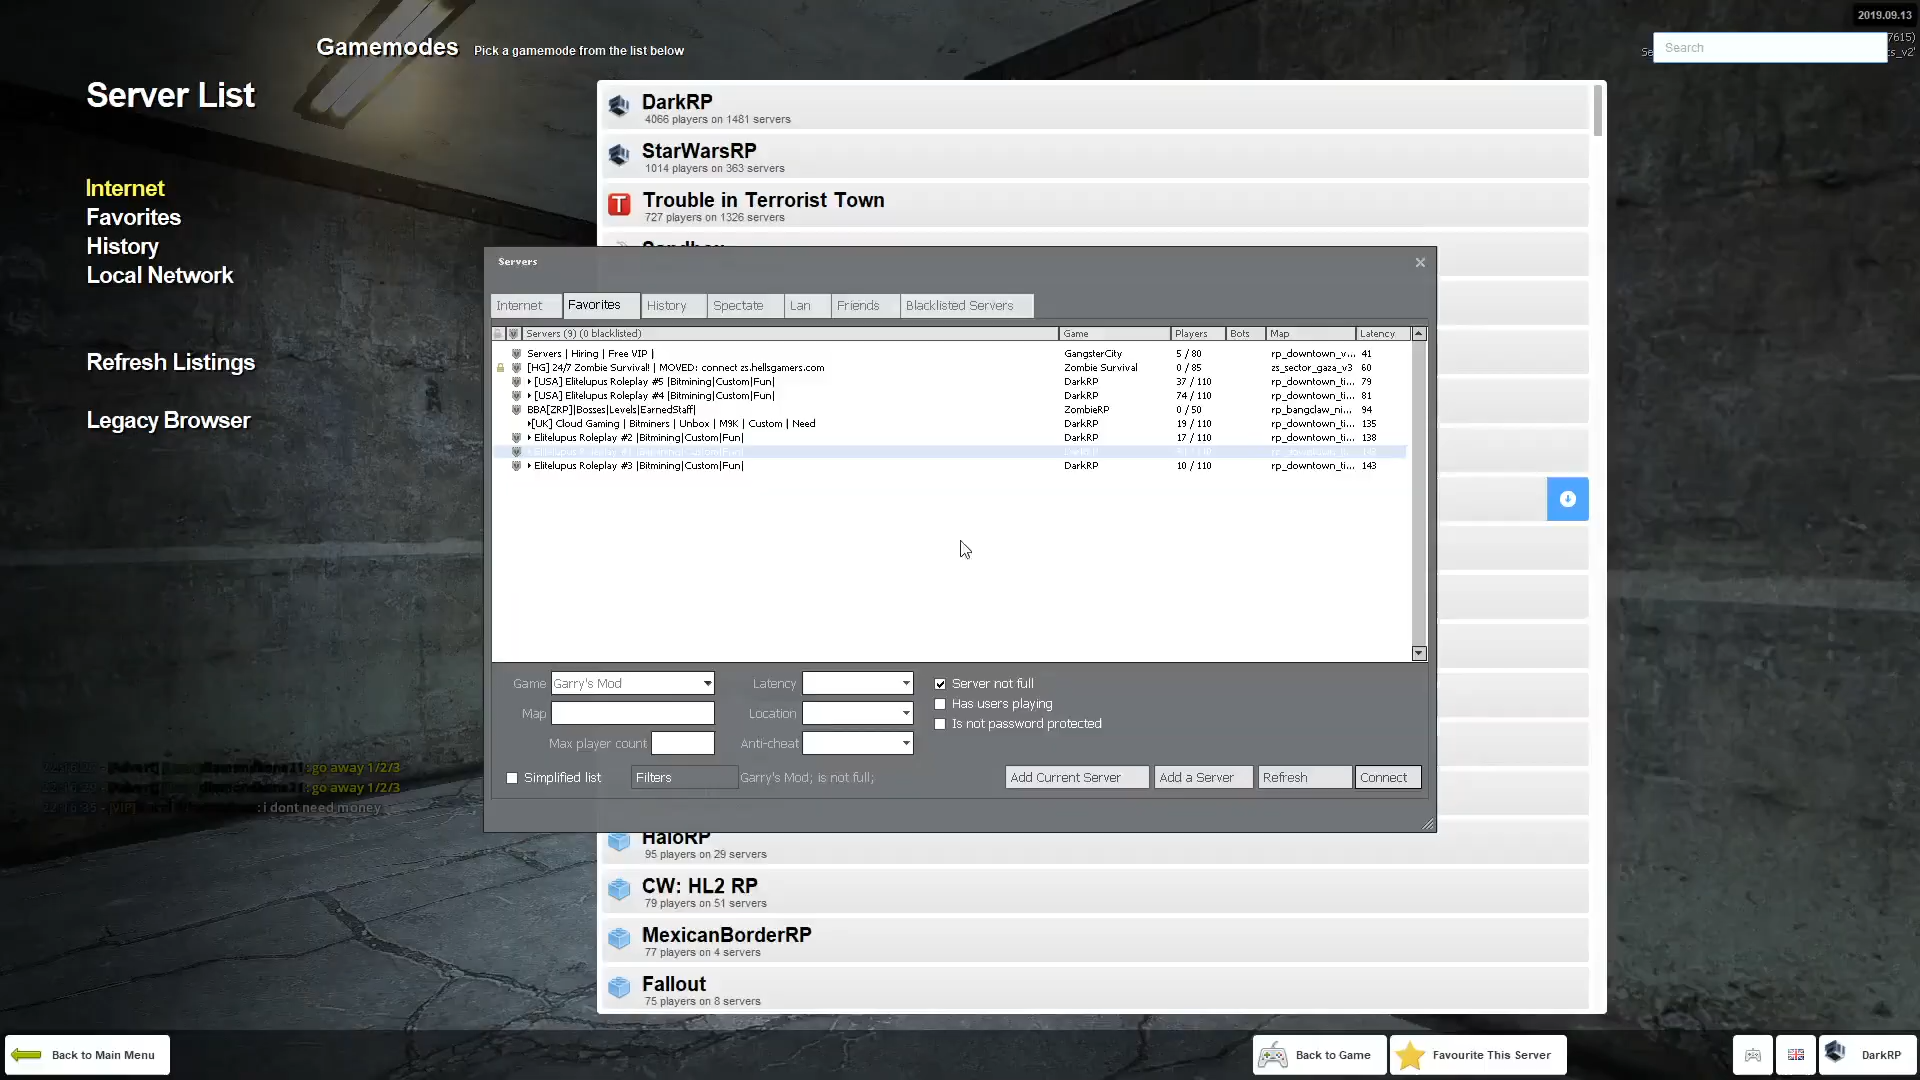 2019.09.13
Gamemodes Pick a gamemode from the list below
Search
7615)
Server List
Internet
Favorites
History
Local Network
Refresh Listings
Legacy Browser
DarkRP
4066 players on 1481 servers
StarWarsRP
1014 players on 363 servers
Trouble in Terrorist Town
727 players on 1326 servers
Sandbox
Servers
Internet Favorites History Spectate Lan Friends Blacklisted Servers
Servers (9) (0 blacklisted) Game Players Bots Map Latency
Servers | Hiring | Free VIP | GangsterCity 5 / 80 rp_downtown_v... 41
[HG] 24/7 Zombie Survival! | MOVED: connect zs.hellsgamers.com Zombie Survival 0 / 85 zs_sector_gaza_v3 60
[USA] Elitelupus Roleplay #5 |Bitmining|Custom|Fun| DarkRP 37 / 110 rp_downtown_ti... 79
[USA] Elitelupus Roleplay #4 |Bitmining|Custom|Fun| DarkRP 74 / 110 rp_downtown_ti... 81
BBA[ZRP]|Bosses|Levels|EarnedStaff| ZombieRP 0 / 50 rp_bangclaw_ni... 94
[UK] Cloud Gaming | Bitminers | Unbox | M9K | Custom | Need DarkRP 19 / 110 rp_downtown_ti... 135
Elitelupus Roleplay #2 |Bitmining|Custom|Fun| DarkRP 17 / 110 rp_downtown_ti... 138
Elitelupus Roleplay #3 |Bitmining|Custom|Fun| DarkRP 10 / 110 rp_downtown_ti... 143
Game Garry's Mod Latency Server not full
Map Location Has users playing
Is not password protected
Max player count Anti-cheat
Simplified list Filters Garry's Mod; is not full; Add Current Server Add a Server Refresh Connect
:go away 1/2/3
:go away 1/2/3
: i dont need money
HaloRP
95 players on 29 servers
CW: HL2 RP
79 players on 51 servers
MexicanBorderRP
77 players on 4 servers
Fallout
75 players on 8 servers
Back to Main Menu Back to Game Favourite This Server DarkRP